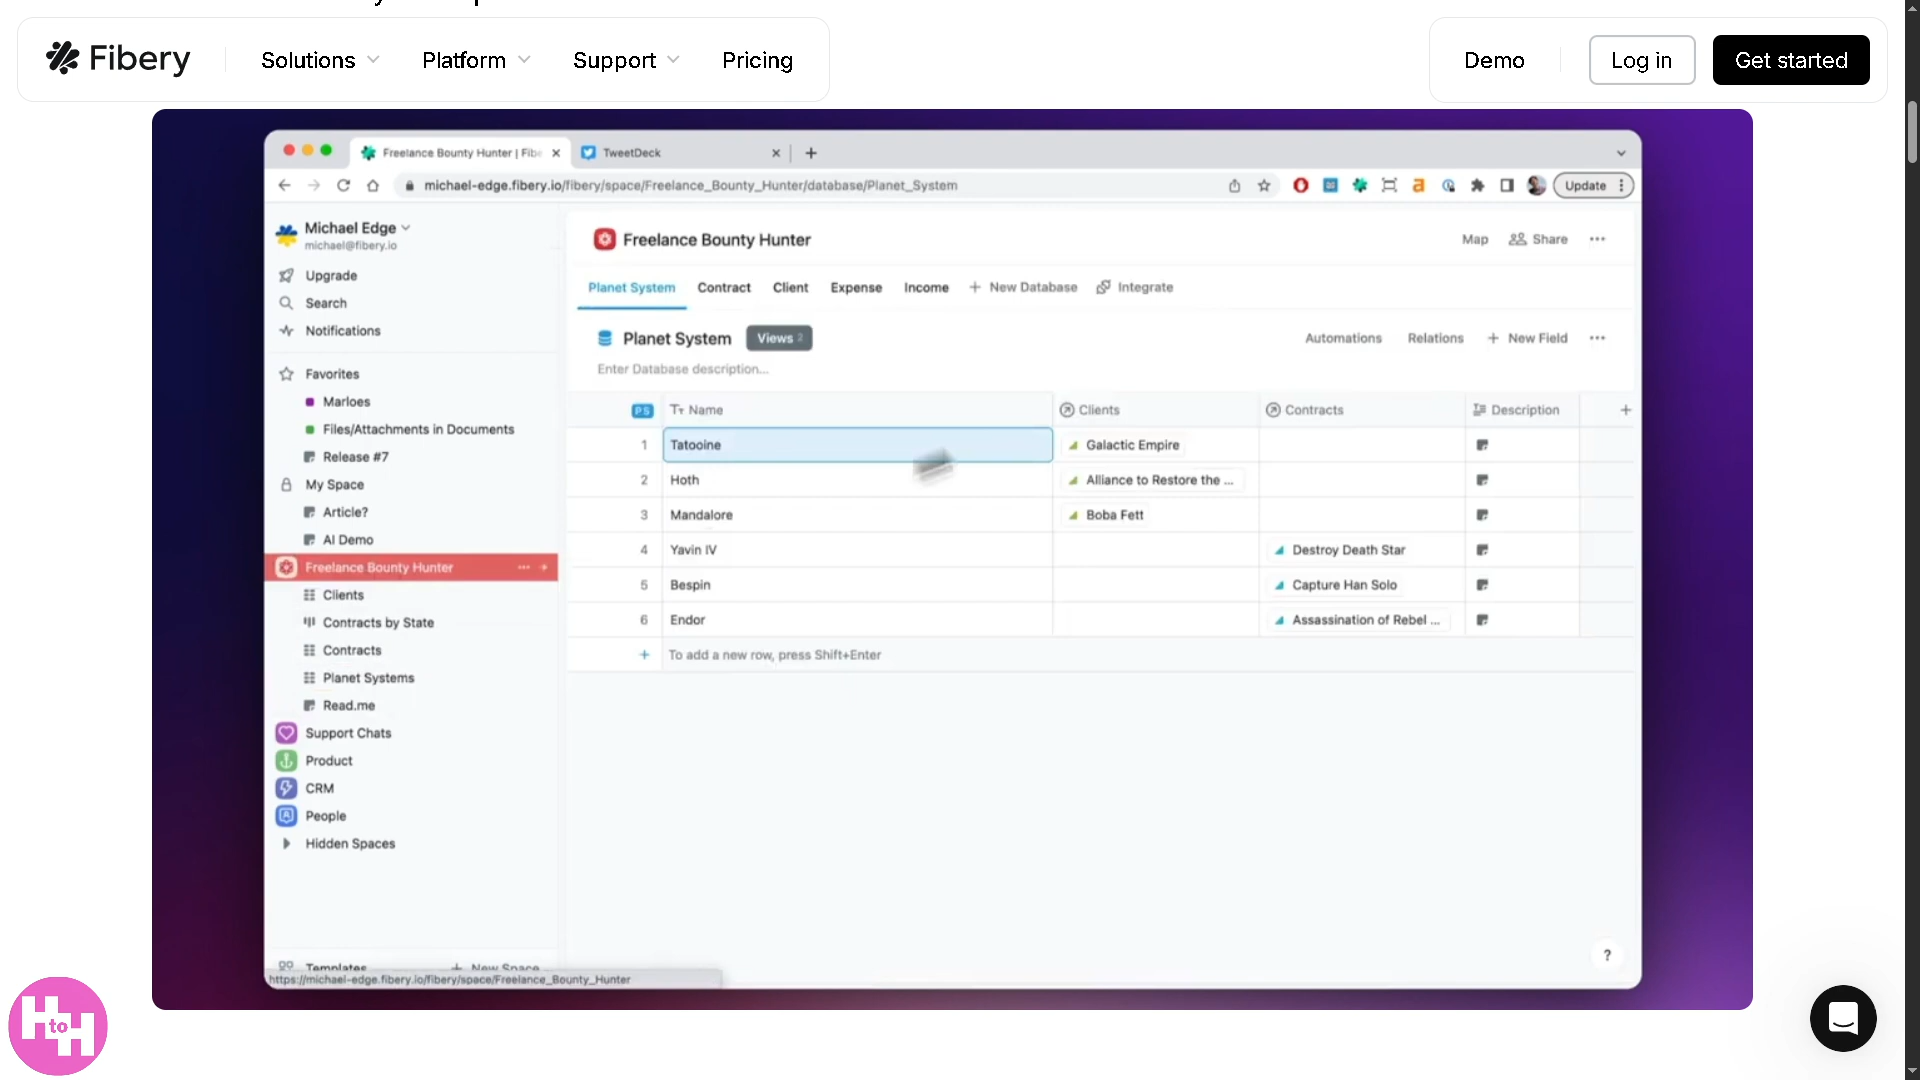 Fibery
Solutions
Platform
Support
Pricing
Demo
Log in
Get started
Freelance Bounty Hunter | Fibe
TweetDeck
michael-edge.fibery.io/fibery/space/Freelance_Bounty_Hunter/database/Planet_System
Update
Michael Edge
michael@fibery.io
Upgrade
Search
Notifications
Favorites
Marloes
Files/Attachments in Documents
Release #7
My Space
Article?
AI Demo
Freelance Bounty Hunter
Clients
Contracts by State
Contracts
Planet Systems
Read.me
Support Chats
Product
CRM
People
Hidden Spaces
Templates
+ New Space
https://michael-edge.fibery.io/fibery/space/Freelance_Bounty_Hunter
Freelance Bounty Hunter
Map
Share
Planet System
Contract
Client
Expense
Income
+ New Database
Integrate
Planet System
Views 2
Automations
Relations
+ New Field
Enter Database description...
PS
Tт Name
Clients
Contracts
Description
1 Tatooine Galactic Empire
2 Hoth Alliance to Restore the ...
3 Mandalore Boba Fett
4 Yavin IV Destroy Death Star
5 Bespin Capture Han Solo
6 Endor Assassination of Rebel ...
+ To add a new row, press Shift+Enter
?
H to H